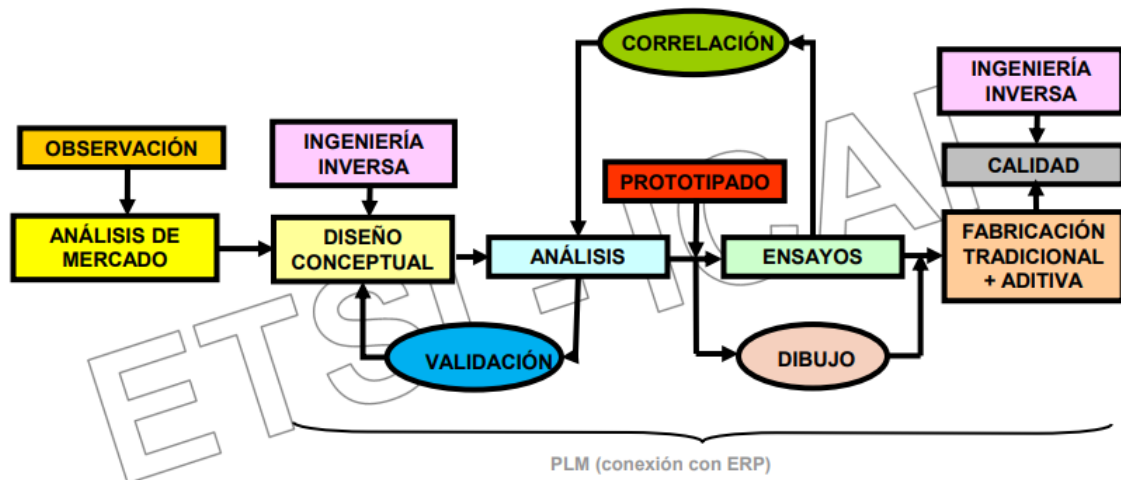 CORRELACIÓN
INGENIERÍA
INVERSA
OBSERVACIÓN
INGENIERÍA
INVERSA
PROTOTIPADO
CALIDAD
ANÁLISIS DE
MERCADO
DISEÑO
CONCEPTUAL
ANÁLISIS
ENSAYOS
FABRICACIÓN
TRADICIONAL
+ ADITIVA
VALIDACIÓN
DIBUJO
PLM (conexión con ERP)